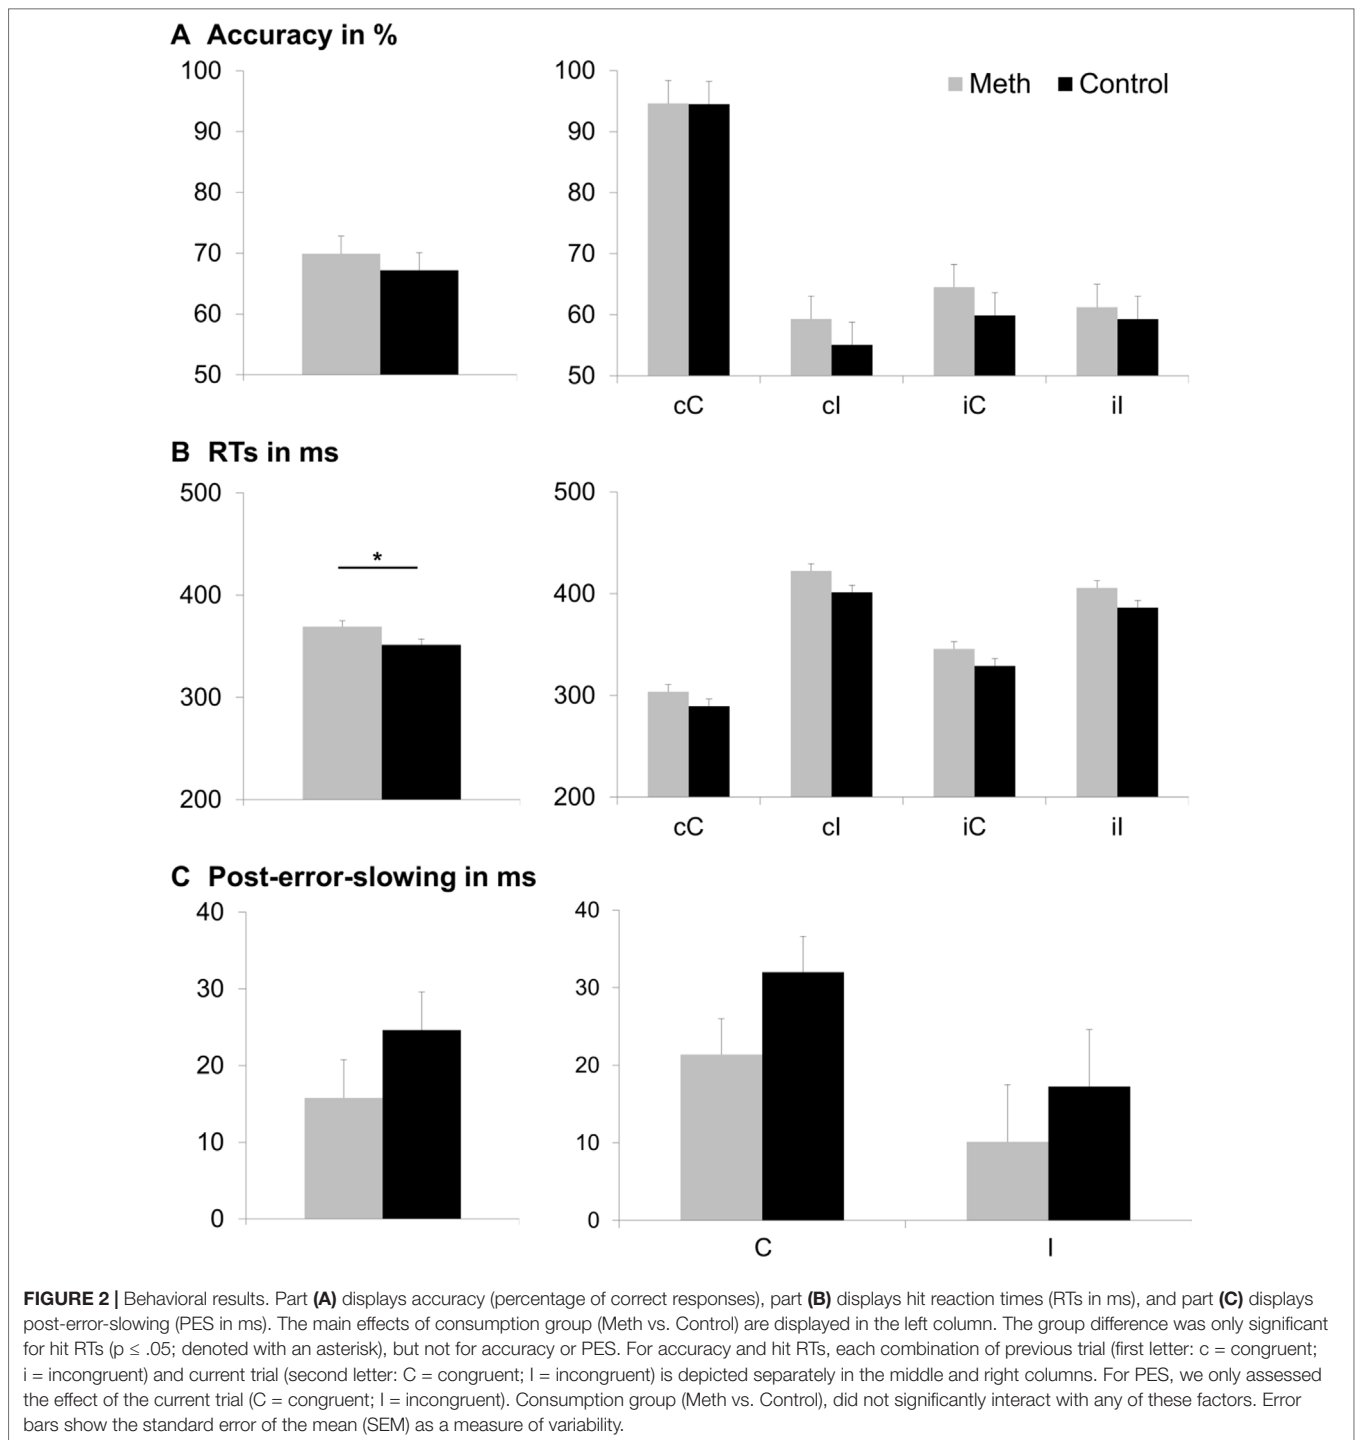 A Accuracy in %
100
90
80
70
60
50
100
90
80
70
60
50
Meth Control
cC cI iC iI
B RTs in ms
500
400
300
200
*
500
400
300
200
cC cI iC iI
C Post-error-slowing in ms
40
30
20
10
0
40
30
20
10
0
C I
FIGURE 2 | Behavioral results. Part (A) displays accuracy (percentage of correct responses), part (B) displays hit reaction times (RTs in ms), and part (C) displays
post-error-slowing (PES in ms). The main effects of consumption group (Meth vs. Control) are displayed in the left column. The group difference was only significant
for hit RTs (p ≤ .05; denoted with an asterisk), but not for accuracy or PES. For accuracy and hit RTs, each combination of previous trial (first letter: c = congruent;
i = incongruent) and current trial (second letter: C = congruent; I = incongruent) is depicted separately in the middle and right columns. For PES, we only assessed
the effect of the current trial (C = congruent; I = incongruent). Consumption group (Meth vs. Control), did not significantly interact with any of these factors. Error
bars show the standard error of the mean (SEM) as a measure of variability.